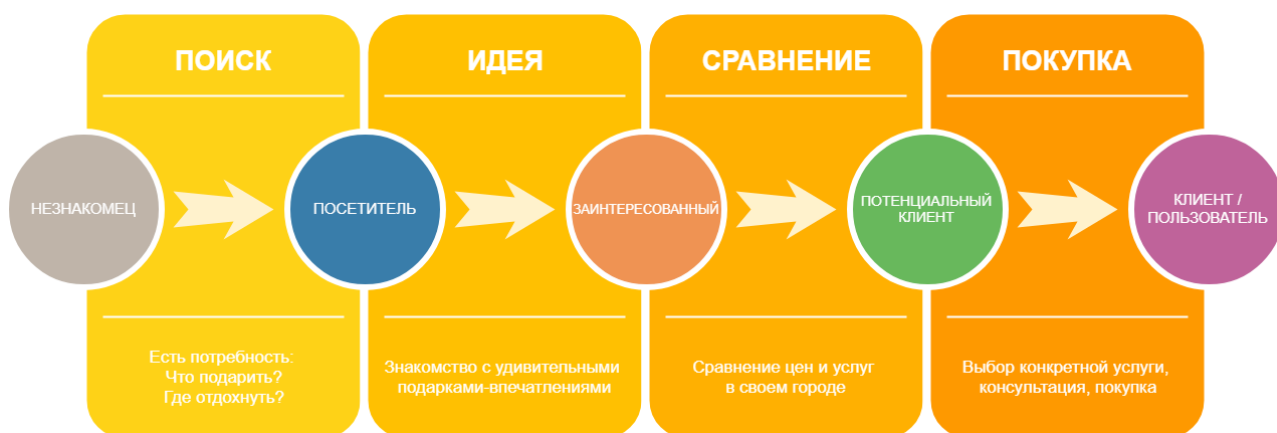 ПОИСК
ИДЕЯ
СРАВНЕНИЕ
ПОКУПКА
НЕЗНАКОМЕЦ
ПОСЕТИТЕЛЬ
ЗАИНТЕРЕСОВАННЫЙ
ПОТЕНЦИАЛЬНЫЙ
КЛИЕНТ
КЛИЕНТ /
ПОЛЬЗОВАТЕЛЬ
Есть потребность:
Что подарить?
Где отдохнуть?
Знакомство с удивительными
подарками-впечатлениями
Сравнение цен и услуг
в своем городе
Выбор конкретной услуги,
консультация, покупка